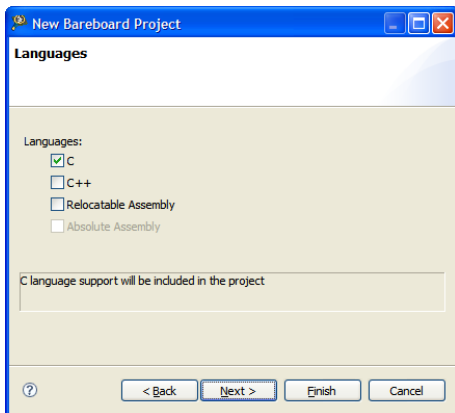 New Bareboard Project
Languages
Languages:
C
C++
Relocatable Assembly
Absolute Assembly
C language support will be included in the project
< Back Next > Finish Cancel